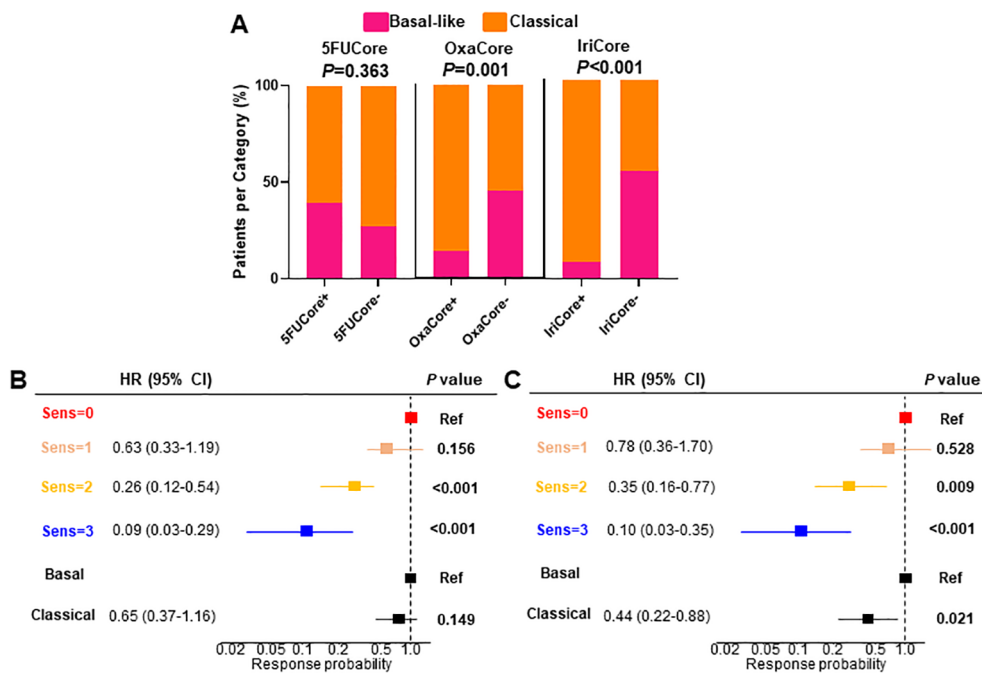 A
Basal-like Classical
5FUCore OxaCore IriCore
P=0.363 P=0.001 P<0.001
Patients per Category (%)
100
50
0
5FUCore+ 5FUCore- OxaCore+ OxaCore- IriCore+ IriCore-
B HR (95% CI) P value
Sens=0 Ref
Sens=1 0.63 (0.33-1.19) 0.156
Sens=2 0.26 (0.12-0.54) <0.001
Sens=3 0.09 (0.03-0.29) <0.001
Basal Ref
Classical 0.65 (0.37-1.16) 0.149
0.02 0.05 0.1 0.2 0.5 1.0
Response probability
C HR (95% CI) P value
Sens=0 Ref
Sens=1 0.78 (0.36-1.70) 0.528
Sens=2 0.35 (0.16-0.77) 0.009
Sens=3 0.10 (0.03-0.35) <0.001
Basal Ref
Classical 0.44 (0.22-0.88) 0.021
0.02 0.05 0.1 0.2 0.5 1.0
Response probability